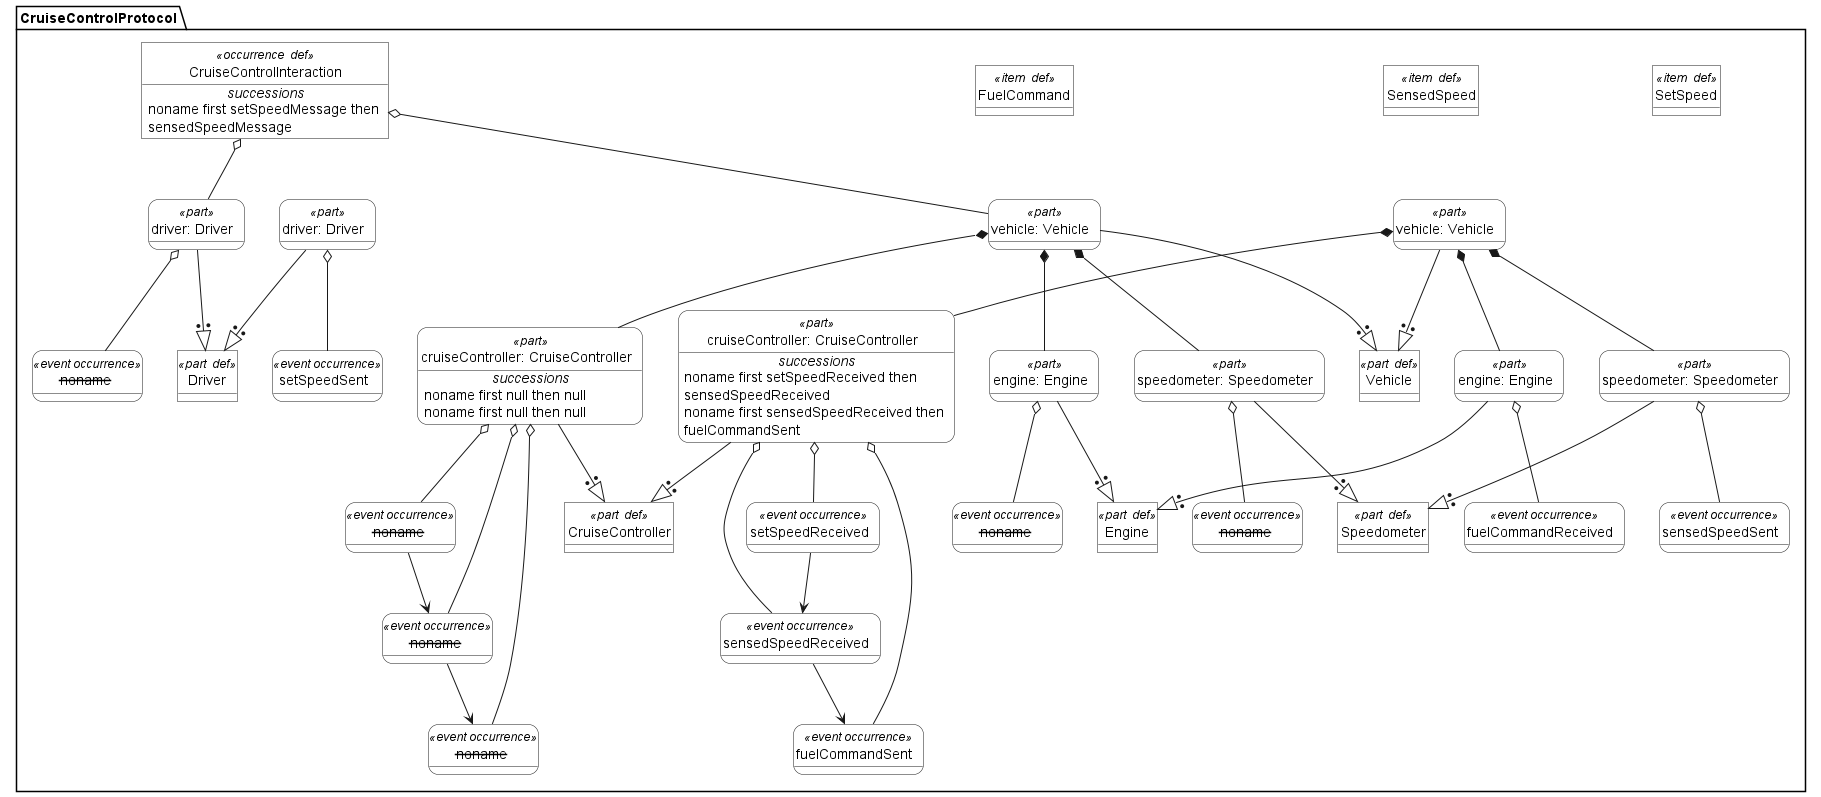 CruiseControlProtocol
«occurrence def»
CruiseControlInteraction
successions
noname first setSpeedMessage then
sensedSpeedMessage
«item def»
FuelCommand
«item def»
SensedSpeed
«item def»
SetSpeed
«part»
driver: Driver
«part»
driver: Driver
«part»
vehicle: Vehicle
«part»
vehicle: Vehicle
«event occurrence»
noname
«part def»
Driver
«event occurrence»
setSpeedSent
«part»
cruiseController: CruiseController
successions
noname first null then null
noname first null then null
«part»
cruiseController: CruiseController
successions
noname first setSpeedReceived then
sensedSpeedReceived
noname first sensedSpeedReceived then
fuelCommandSent
«part»
engine: Engine
«part»
speedometer: Speedometer
«part def»
Vehicle
«part»
engine: Engine
«part»
speedometer: Speedometer
«event occurrence»
noname
«part def»
CruiseController
«event occurrence»
setSpeedReceived
«event occurrence»
noname
«part def»
Engine
«event occurrence»
noname
«part def»
Speedometer
«event occurrence»
fuelCommandReceived
«event occurrence»
sensedSpeedSent
«event occurrence»
noname
«event occurrence»
sensedSpeedReceived
«event occurrence»
noname
«event occurrence»
fuelCommandSent